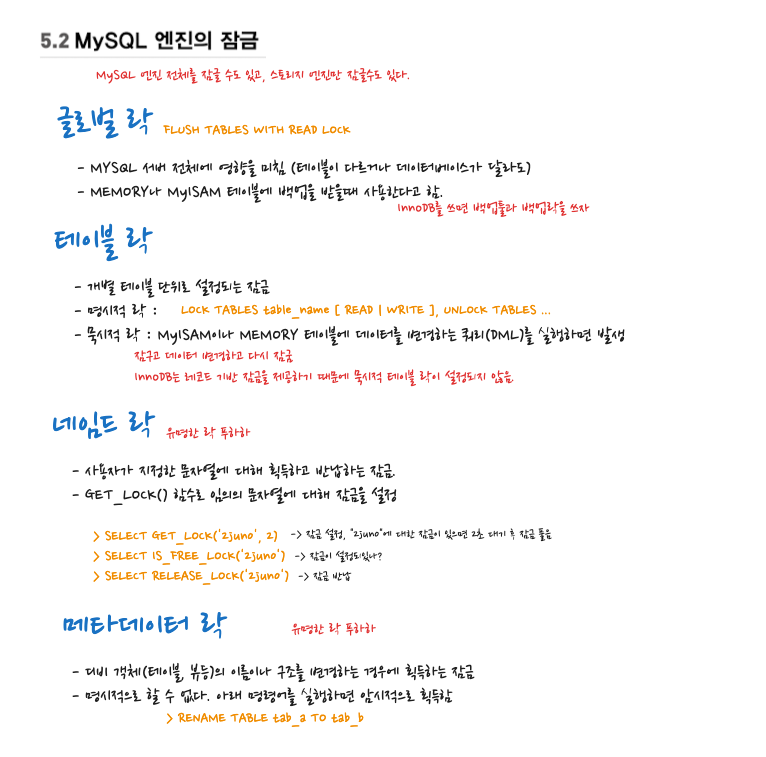 5.2 MySQL 엔진의 잠금
MySQL 엔진 전체를 잠글 수도 있고, 스토리지 엔진만 잠글수도 있다.
글로벌 락 FLUSH TABLES WITH READ LOCK
- MYSQL 서버 전체에 영향을 미침 (테이블이 다르거나 데이터베이스가 달라도)
- MEMORY나 MyISAM 테이블에 백업을 받을때 사용한다고 함.
InnoDB를 쓰면 백업툴과 백업락을 쓰자
테이블 락
- 개별 테이블 단위로 설정되는 잠금
- 명시적 락 : LOCK TABLES table_name [ READ | WRITE ], UNLOCK TABLES ...
- 묵시적 락 : MyISAM이나 MEMORY 테이블에 데이터를 변경하는 쿼리(DML)를 실행하면 발생
잠구고 데이터 변경하고 다시 잠금
InnoDB는 레코드 기반 잠금을 제공하기 때문에 묵시적 테이블 락이 설정되지 않음.
네임드 락 유명한 락 푸하하
- 사용자가 지정한 문자열에 대해 획득하고 반납하는 잠금.
- GET_LOCK() 함수로 임의의 문자열에 대해 잠금을 설정
> SELECT GET_LOCK('2juno', 2) -> 잠금 설정, "2juno"에 대한 잠금이 있으면 2초 대기 후 잠금 풀음
> SELECT IS_FREE_LOCK('2juno') -> 잠금이 설정되있나?
> SELECT RELEASE_LOCK('2juno') -> 잠금 반납
메타데이터 락 유명한 락 푸하하
- 디비 객체(테이블, 뷰등)의 이름이나 구조를 변경하는 경우에 획득하는 잠금
- 명시적으로 할 수 없다. 아래 명령어를 실행하면 암시적으로 획득함
> RENAME TABLE tab_a TO tab_b